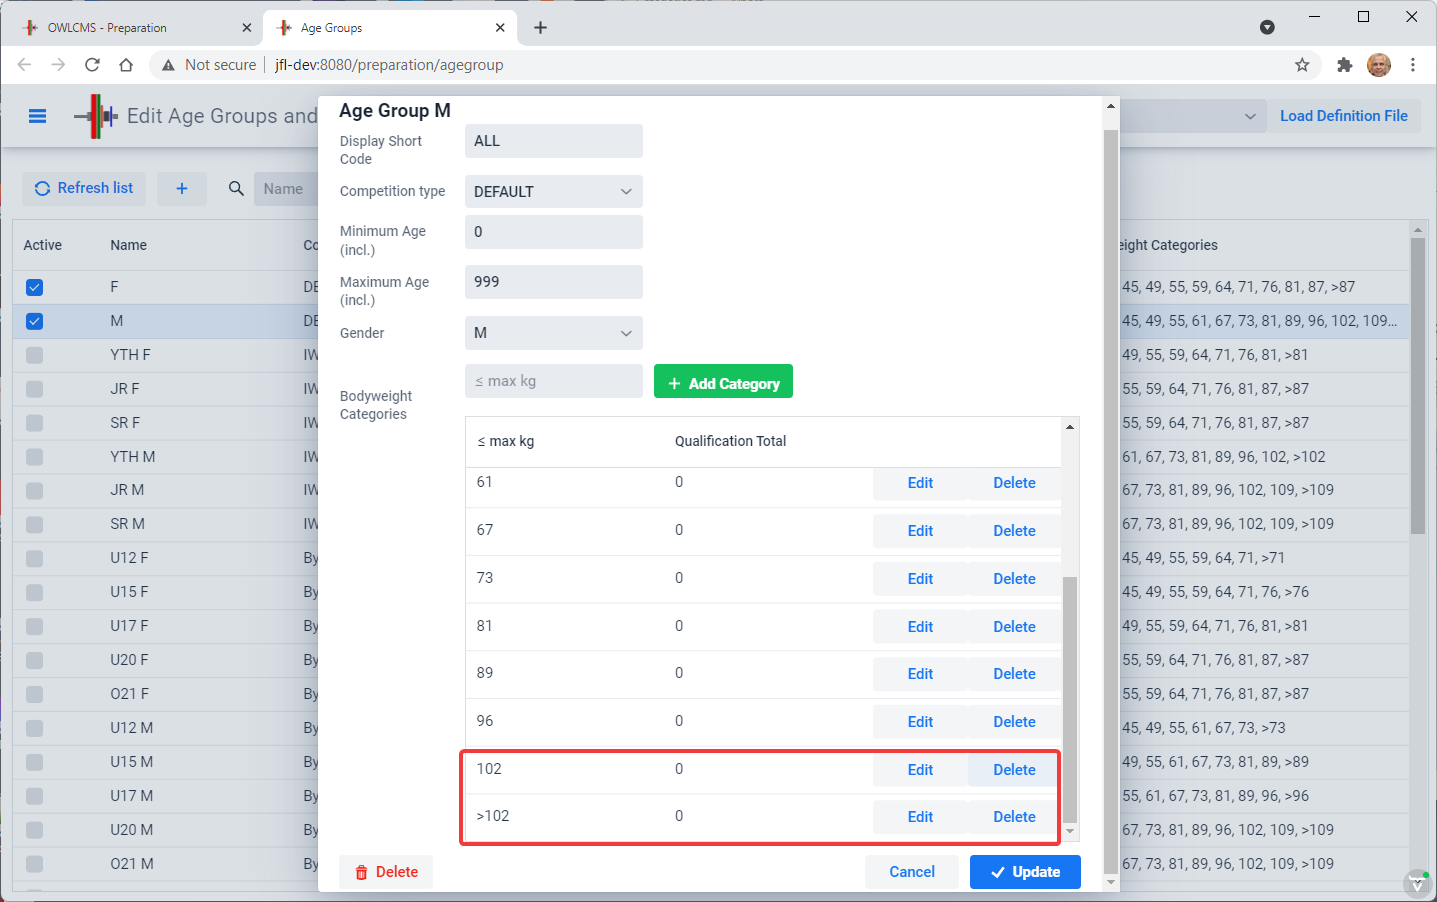 OWLCMS - Preparation
Age Groups
Not secure
jfl-dev:8080/preparation/agegroup
Edit Age Groups and
Load Definition File
Refresh list
Name
Active Name Co
F DE
M DE
YTH F IW
JR F IW
SR F IW
YTH M IW
JR M IW
SR M IW
U12 F By
U15 F By
U17 F By
U20 F By
O21 F By
U12 M By
U15 M By
U17 M By
U20 M By
O21 M By
Age Group M
Display Short
Code
ALL
Competition type
DEFAULT
Minimum Age
(incl.)
0
Maximum Age
(incl.)
999
Gender
M
Bodyweight
Categories
≤ max kg
+ Add Category
≤ max kg Qualification Total
61 0 Edit Delete
67 0 Edit Delete
73 0 Edit Delete
81 0 Edit Delete
89 0 Edit Delete
96 0 Edit Delete
102 0 Edit Delete
>102 0 Edit Delete
Delete
Cancel
Update
eight Categories
45, 49, 55, 59, 64, 71, 76, 81, 87, >87
45, 49, 55, 61, 67, 73, 81, 89, 96, 102, 109...
49, 55, 59, 64, 71, 76, 81, >81
55, 59, 64, 71, 76, 81, 87, >87
55, 59, 64, 71, 76, 81, 87, >87
61, 67, 73, 81, 89, 96, 102, >102
67, 73, 81, 89, 96, 102, 109, >109
67, 73, 81, 89, 96, 102, 109, >109
45, 49, 55, 59, 64, 71, >71
45, 49, 55, 59, 64, 71, 76, >76
49, 55, 59, 64, 71, 76, 81, >81
55, 59, 64, 71, 76, 81, 87, >87
55, 59, 64, 71, 76, 81, 87, >87
45, 49, 55, 61, 67, 73, >73
49, 55, 61, 67, 73, 81, 89, >89
55, 61, 67, 73, 81, 89, 96, >96
67, 73, 81, 89, 96, 102, 109, >109
67, 73, 81, 89, 96, 102, 109, >109